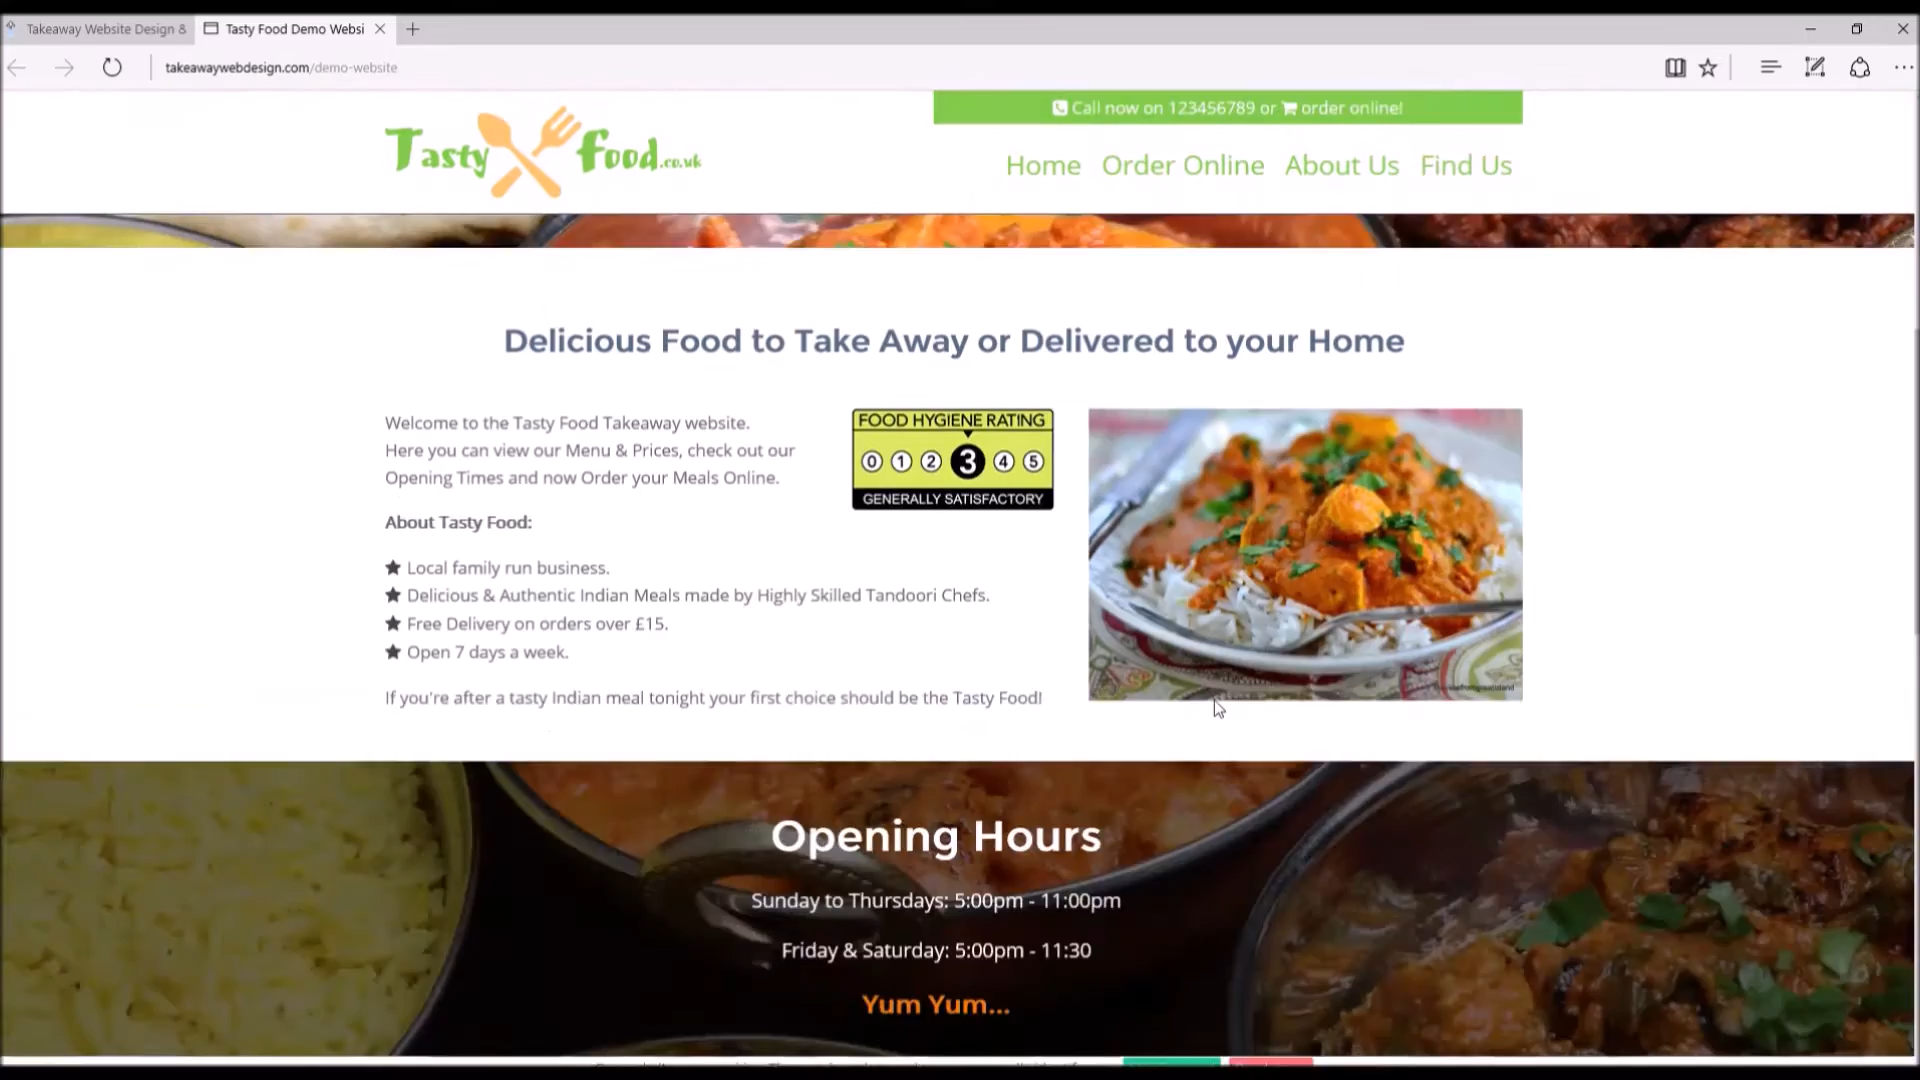 Takeaway Website Design &
Tasty Food Demo Websi
takeawaywebdesign.com/demo-website
Call now on 123456789 or order online!
Tasty Food.co.uk
Home Order Online About Us Find Us
Delicious Food to Take Away or Delivered to your Home
Welcome to the Tasty Food Takeaway website.
Here you can view our Menu & Prices, check out our
Opening Times and now Order your Meals Online.
FOOD HYGIENE RATING
0 1 2 3 4 5
GENERALLY SATISFACTORY
About Tasty Food:
Local family run business.
Delicious & Authentic Indian Meals made by Highly Skilled Tandoori Chefs.
Free Delivery on orders over £15.
Open 7 days a week.
If you're after a tasty Indian meal tonight your first choice should be the Tasty Food!
Opening Hours
Sunday to Thursdays: 5:00pm - 11:00pm
Friday & Saturday: 5:00pm - 11:30
Yum Yum...